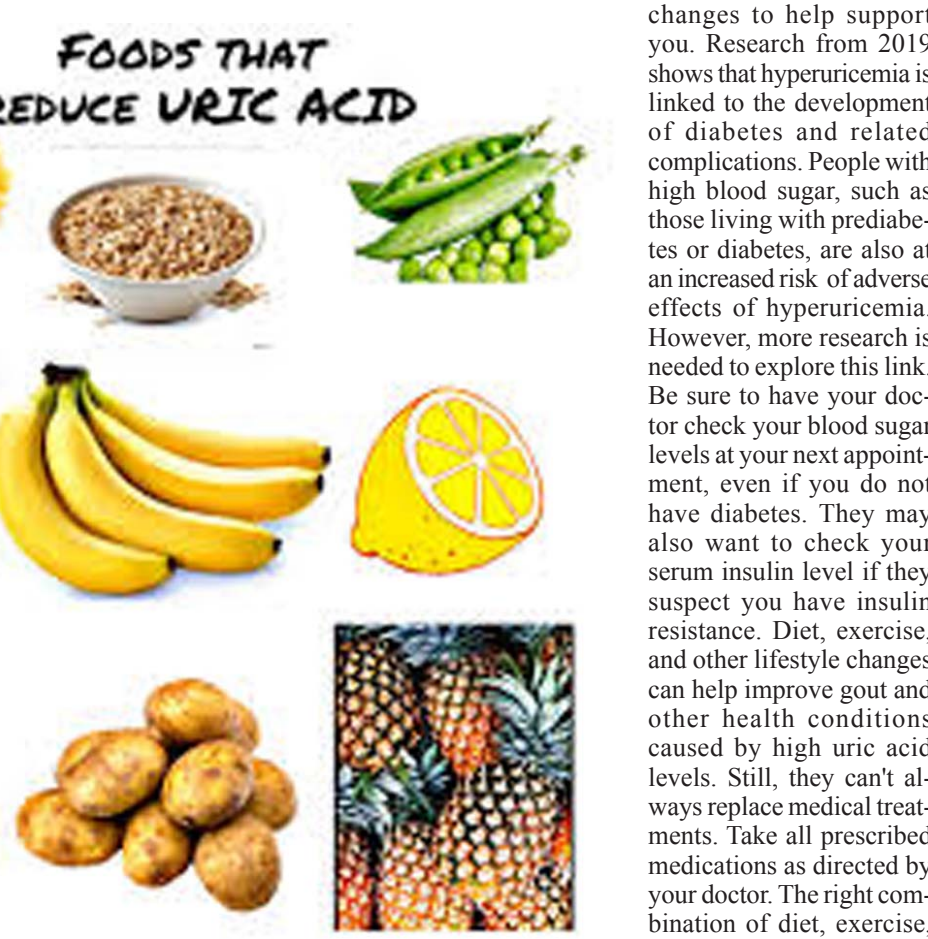 FOODS THAT
REDUCE URIC ACID
changes to help support
you. Research from 2019
shows that hyperuricemia is
linked to the development
of diabetes and related
complications. People with
high blood sugar, such as
those living with prediabe-
tes or diabetes, are also at
an increased risk of adverse
effects of hyperuricemia.
However, more research is
needed to explore this link.
Be sure to have your doc-
tor check your blood sugar
levels at your next appoint-
ment, even if you do not
have diabetes. They may
also want to check your
serum insulin level if they
suspect you have insulin
resistance. Diet, exercise,
and other lifestyle changes
can help improve gout and
other health conditions
caused by high uric acid
levels. Still, they can't al-
ways replace medical treat-
ments. Take all prescribed
medications as directed by
your doctor. The right com-
bination of diet, exercise,